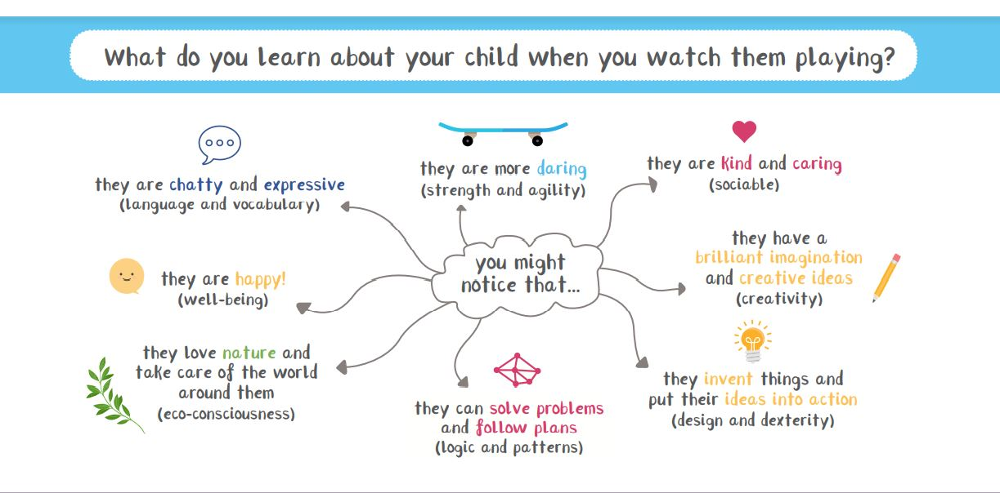 What do you learn about your child when you watch them playing?
they are chatty and expressive
(language and vocabulary)
they are more daring
(strength and agility)
they are kind and caring
(sociable)
they are happy!
(well-being)
you might
notice that...
they have a
brilliant imagination
and creative ideas
(creativity)
they love nature and
take care of the world
around them
(eco-consciousness)
they can solve problems
and follow plans
(logic and patterns)
they invent things and
put their ideas into action
(design and dexterity)